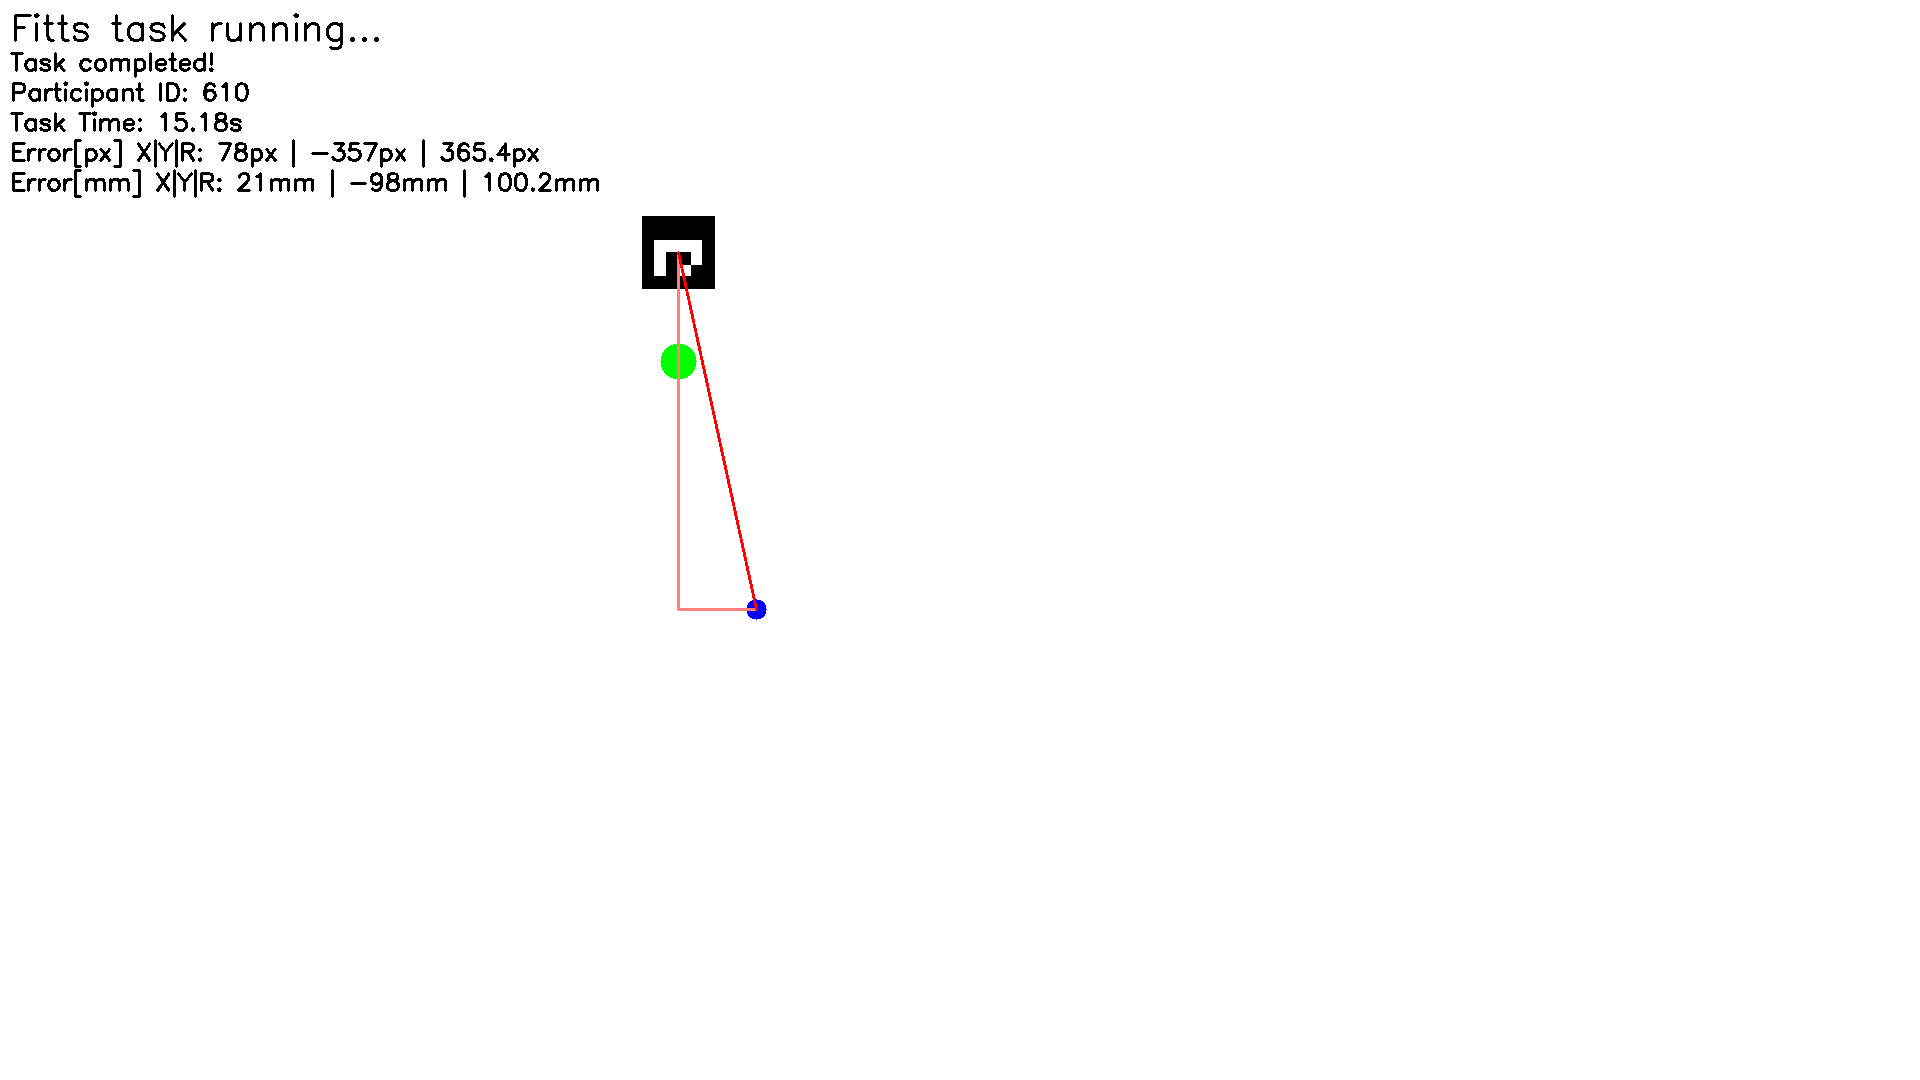 Fitts task running...
Task completed!
Participant ID: 610
Task Time: 15.18s
Error[px] X|Y|R: 78px | -357px | 365.4px
Error[mm] X|Y|R: 21mm | -98mm | 100.2mm